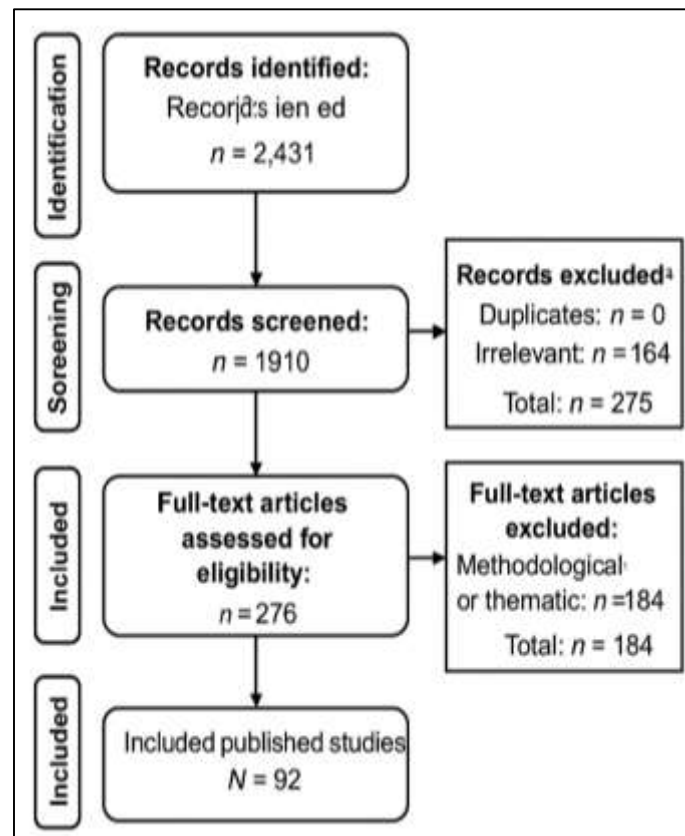 Identification
Records identified:
n = 2,431
Soreening
Records screened:
n = 1910
Records excluded
Duplicates: n = 0
Irrelevant: n = 164
Total: n = 275
Included
Full-text articles
assessed for
eligibility:
n = 276
Full-text articles
excluded:
Methodological
or thematic: n = 184
Total: n = 184
Included
Included published studies
N = 92